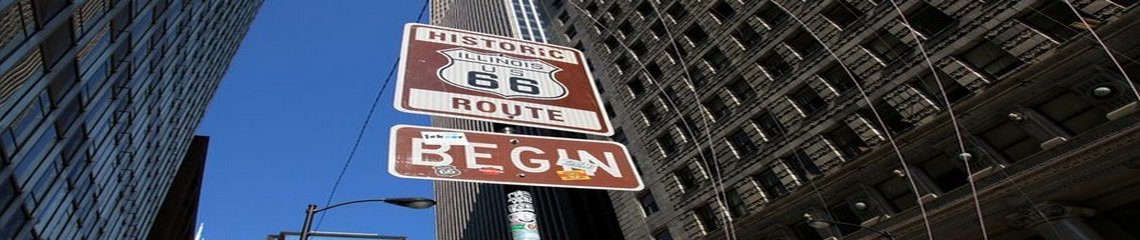 HISTORIC
ILLINOIS
U S
66
ROUTE
BEGIN